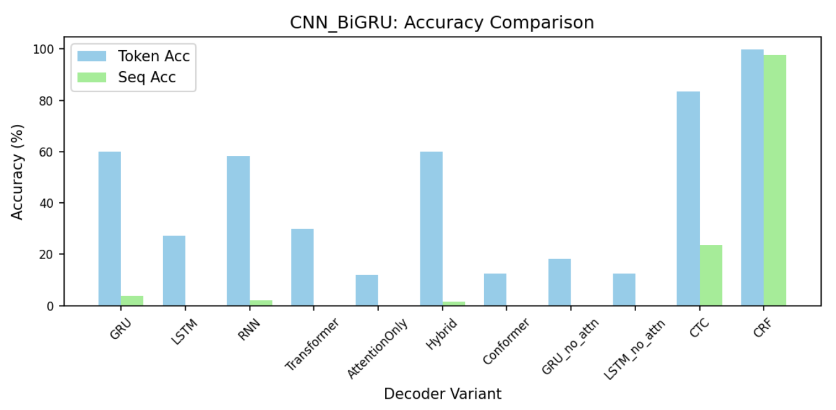 CNN_BiGRU: Accuracy Comparison
Token Acc
Seq Acc
Accuracy (%)
100
80
60
40
20
0
GRU
LSTM
RNN
Transformer
AttentionOnly
Hybrid
Conformer
GRU_no_attn
LSTM_no_attn
CTC
CRF
Decoder Variant